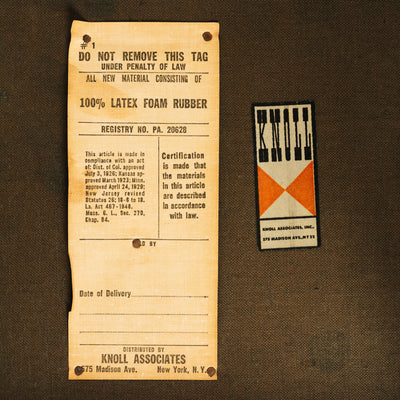 # 1
DO NOT REMOVE THIS TAG
UNDER PENALTY OF LAW
ALL NEW MATERIAL CONSISTING OF
100% LATEX FOAM RUBBER
REGISTRY NO. PA. 20628
This article is made in
compliance with an act
of: Dist. of Col. approved
July 3, 1926; Kansas ap-
proved March 1923; Minn.
approved April 24, 1929;
New Jersey revised
Statutes 26; 10-6 to 18.
La. Act 467-1948.
Mass. G. L., Sec. 270,
Chap. 94.
Certification
is made that
the materials
in this article
are described
in accordance
with law.
LD BY
Date of Delivery
DISTRIBUTED BY
KNOLL ASSOCIATES
575 Madison Ave. New York, N.Y.
KNOLL
KNOLL ASSOCIATES, INC.,
575 MADISON AVE., NY 22